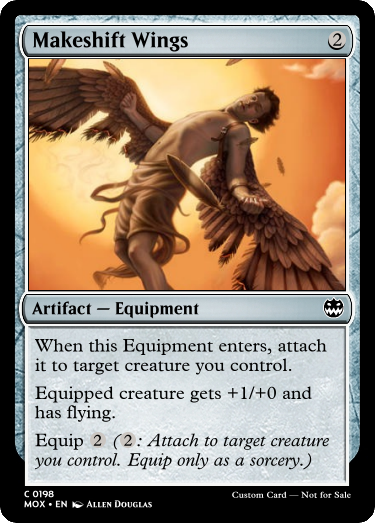 Makeshift Wings 2
Artifact — Equipment
When this Equipment enters, attach
it to target creature you control.
Equipped creature gets +1/+0 and
has flying.
Equip 2 (2: Attach to target creature
you control. Equip only as a sorcery.)
C 0198
MOX • EN Allen Douglas
Custom Card — Not for Sale